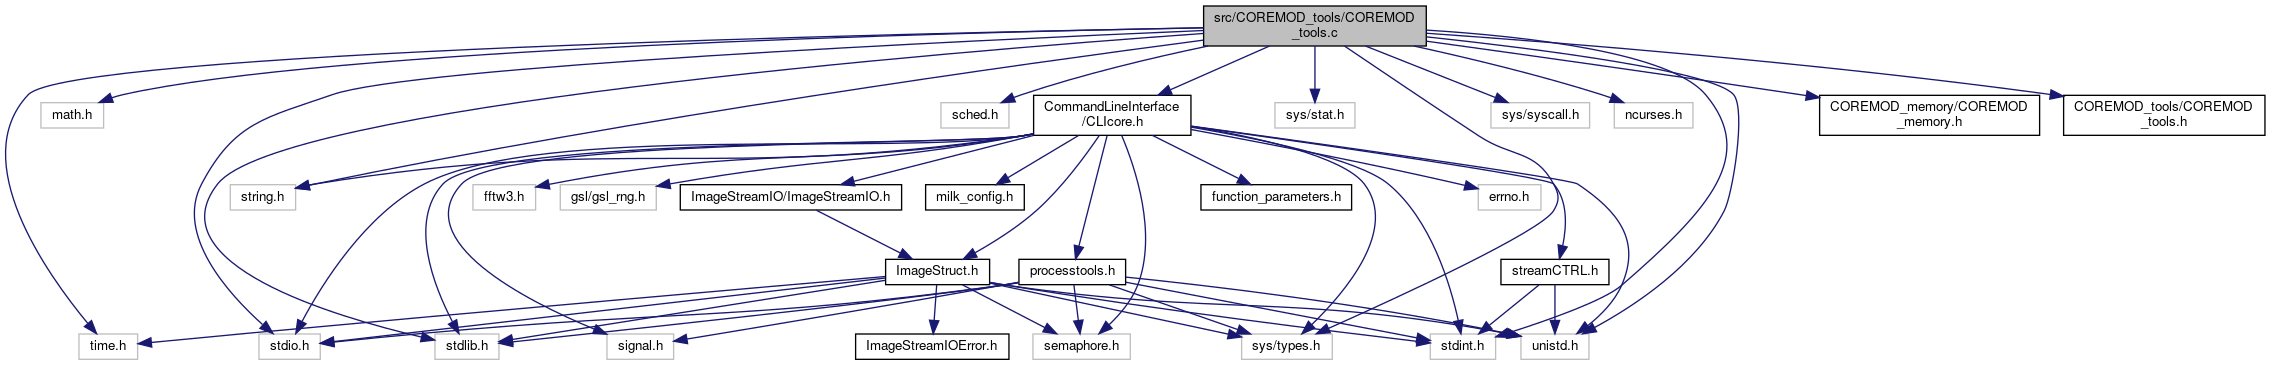 src/COREMOD_tools/COREMOD
_tools.c
math.h
sched.h
CommandLineInterface
/CLIcore.h
sys/stat.h
sys/syscall.h
ncurses.h
COREMOD_memory/COREMOD
_memory.h
COREMOD_tools/COREMOD
_tools.h
string.h
fftw3.h
gsl/gsl_rng.h
ImageStreamIO/ImageStreamIO.h
milk_config.h
function_parameters.h
errno.h
ImageStruct.h
processtools.h
streamCTRL.h
time.h
stdio.h
stdlib.h
signal.h
ImageStreamIOError.h
semaphore.h
sys/types.h
stdint.h
unistd.h